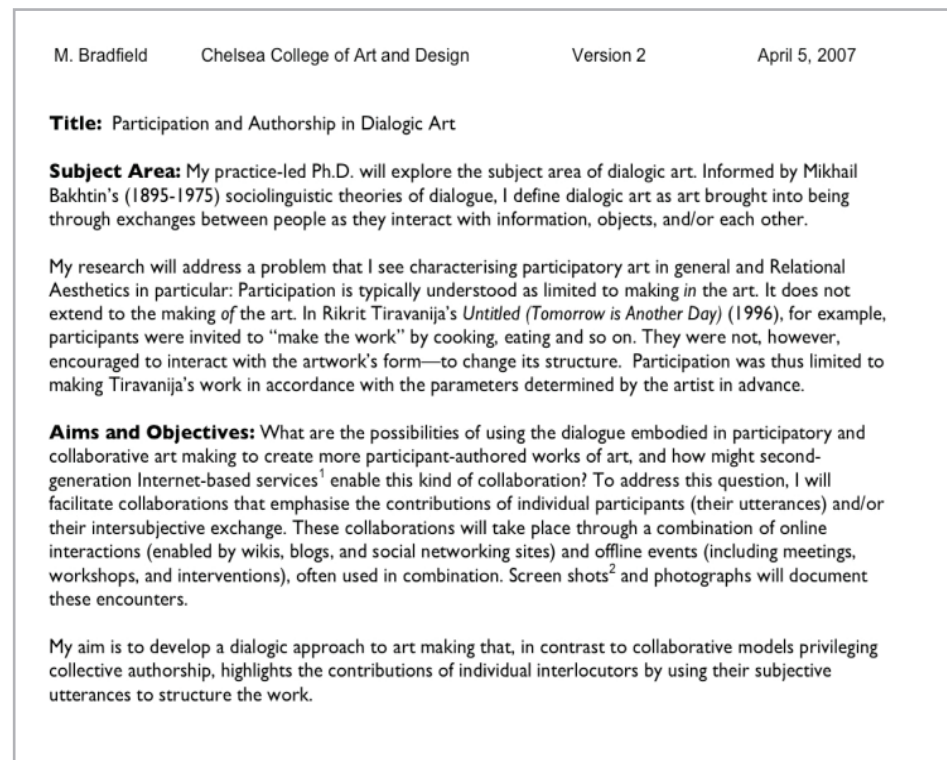 M. Bradfield Chelsea College of Art and Design Version 2 April 5, 2007
Title: Participation and Authorship in Dialogic Art
Subject Area: My practice-led Ph.D. will explore the subject area of dialogic art. Informed by Mikhail
Bakhtin's (1895-1975) sociolinguistic theories of dialogue, I define dialogic art as art brought into being
through exchanges between people as they interact with information, objects, and/or each other.
My research will address a problem that I see characterising participatory art in general and Relational
Aesthetics in particular: Participation is typically understood as limited to making in the art. It does not
extend to the making of the art. In Rikrit Tiravanija's Untitled (Tomorrow is Another Day) (1996), for example,
participants were invited to “make the work” by cooking, eating and so on. They were not, however,
encouraged to interact with the artwork's form—to change its structure. Participation was thus limited to
making Tiravanija's work in accordance with the parameters determined by the artist in advance.
Aims and Objectives: What are the possibilities of using the dialogue embodied in participatory and
collaborative art making to create more participant-authored works of art, and how might second-
generation Internet-based services1 enable this kind of collaboration? To address this question, I will
facilitate collaborations that emphasise the contributions of individual participants (their utterances) and/or
their intersubjective exchange. These collaborations will take place through a combination of online
interactions (enabled by wikis, blogs, and social networking sites) and offline events (including meetings,
workshops, and interventions), often used in combination. Screen shots2 and photographs will document
these encounters.
My aim is to develop a dialogic approach to art making that, in contrast to collaborative models privileging
collective authorship, highlights the contributions of individual interlocutors by using their subjective
utterances to structure the work.